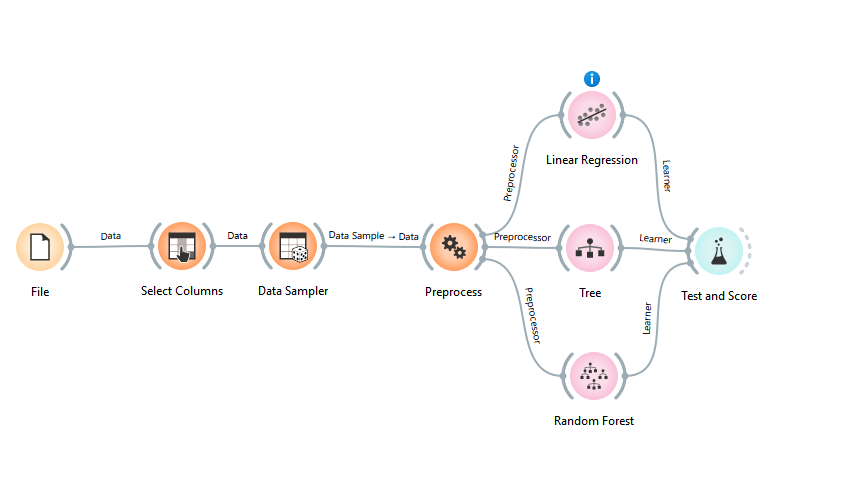 i
Linear Regression
Preprocessor
Learner
Data
Data
Data Sample → Data
Preprocessor
Learner
File
Select Columns
Data Sampler
Preprocess
Tree
Test and Score
Preprocessor
Learner
Random Forest